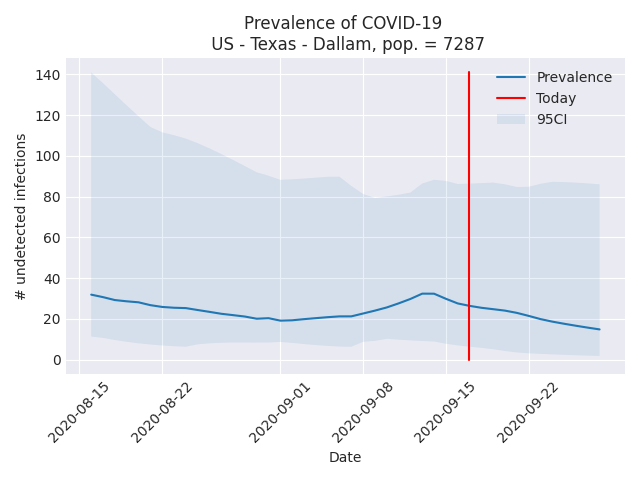 Prevalence of COVID-19
US - Texas - Dallam, pop. = 7287
140
120
100
80
60
40
20
0
# undetected infections
Prevalence
Today
95CI
2020-08-15
2020-08-22
2020-09-01
2020-09-08
2020-09-15
2020-09-22
Date